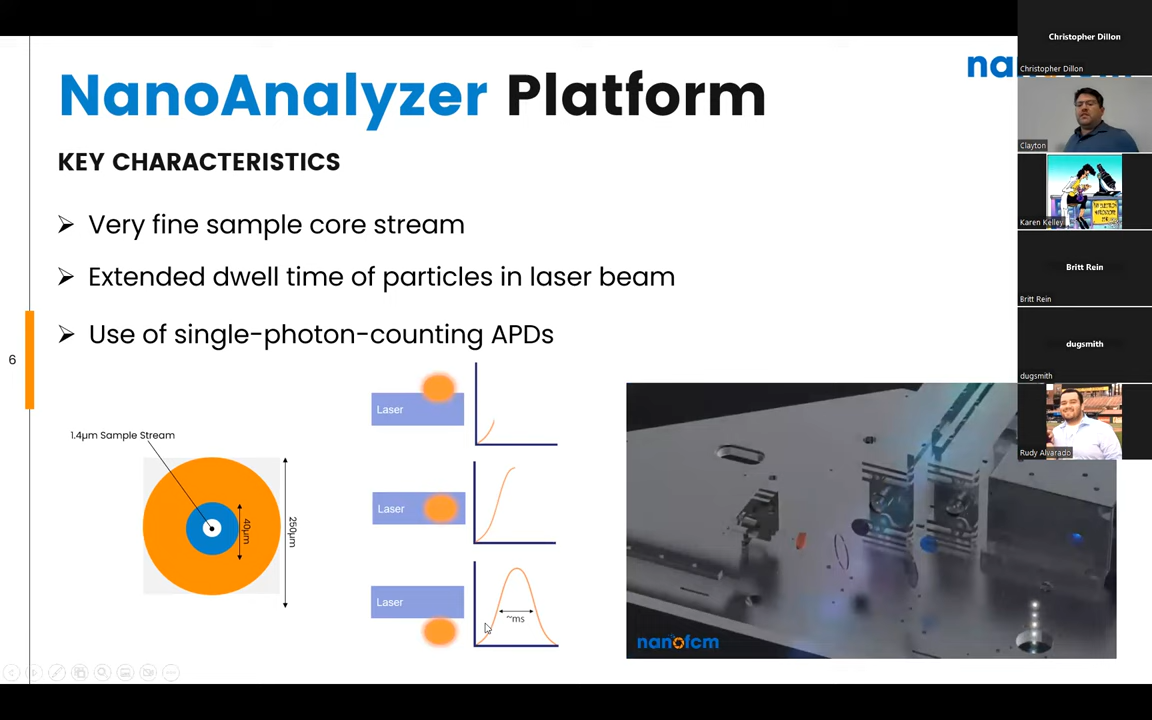 NanoAnalyzer Platform
KEY CHARACTERISTICS
Very fine sample core stream
Extended dwell time of particles in laser beam
Use of single-photon-counting APDs
6
1.4μm Sample Stream
40μm
250μm
Laser
Laser
Laser
~ms
nanofcm
na
Christopher Dillon
Christopher Dillon
Clayton
Karen Kelley
Britt Rein
Britt Rein
dugsmith
dugsmith
Rudy Alvarado